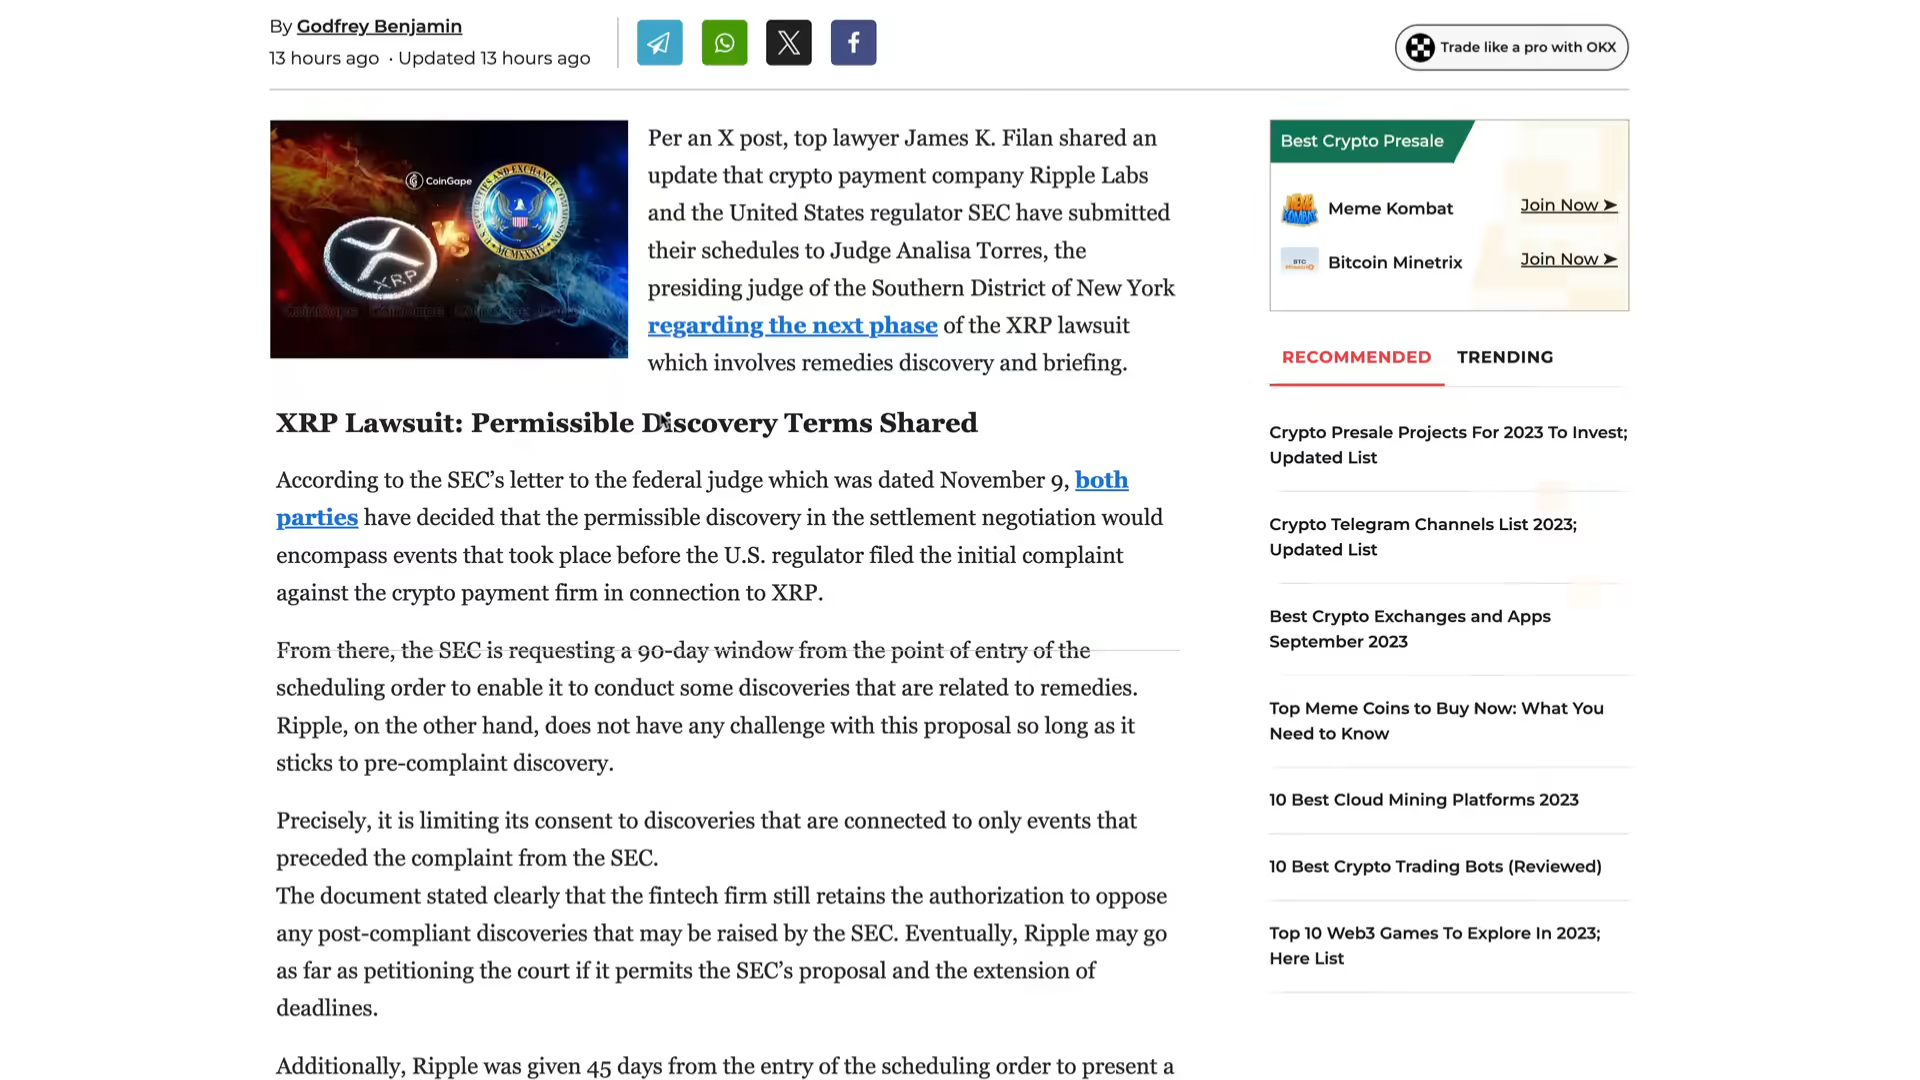 By Godfrey Benjamin
13 hours ago · Updated 13 hours ago
Trade like a pro with OKX
CoinGape
Vs
XRP
SECURITIES AND EXCHANGE COMMISSION
MCMXXXIV
Per an X post, top lawyer James K. Filan shared an
update that crypto payment company Ripple Labs
and the United States regulator SEC have submitted
their schedules to Judge Analisa Torres, the
presiding judge of the Southern District of New York
regarding the next phase of the XRP lawsuit
which involves remedies discovery and briefing.
XRP Lawsuit: Permissible Discovery Terms Shared
According to the SEC’s letter to the federal judge which was dated November 9, both
parties have decided that the permissible discovery in the settlement negotiation would
encompass events that took place before the U.S. regulator filed the initial complaint
against the crypto payment firm in connection to XRP.
From there, the SEC is requesting a 90-day window from the point of entry of the
scheduling order to enable it to conduct some discoveries that are related to remedies.
Ripple, on the other hand, does not have any challenge with this proposal so long as it
sticks to pre-complaint discovery.
Precisely, it is limiting its consent to discoveries that are connected to only events that
preceded the complaint from the SEC.
The document stated clearly that the fintech firm still retains the authorization to oppose
any post-compliant discoveries that may be raised by the SEC. Eventually, Ripple may go
as far as petitioning the court if it permits the SEC’s proposal and the extension of
deadlines.
Additionally, Ripple was given 45 days from the entry of the scheduling order to present a
Best Crypto Presale
MEME KOMBAT
Meme Kombat Join Now ➤
BTC
Bitcoin Minetrix Join Now ➤
RECOMMENDED TRENDING
Crypto Presale Projects For 2023 To Invest;
Updated List
Crypto Telegram Channels List 2023;
Updated List
Best Crypto Exchanges and Apps
September 2023
Top Meme Coins to Buy Now: What You
Need to Know
10 Best Cloud Mining Platforms 2023
10 Best Crypto Trading Bots (Reviewed)
Top 10 Web3 Games To Explore In 2023;
Here List